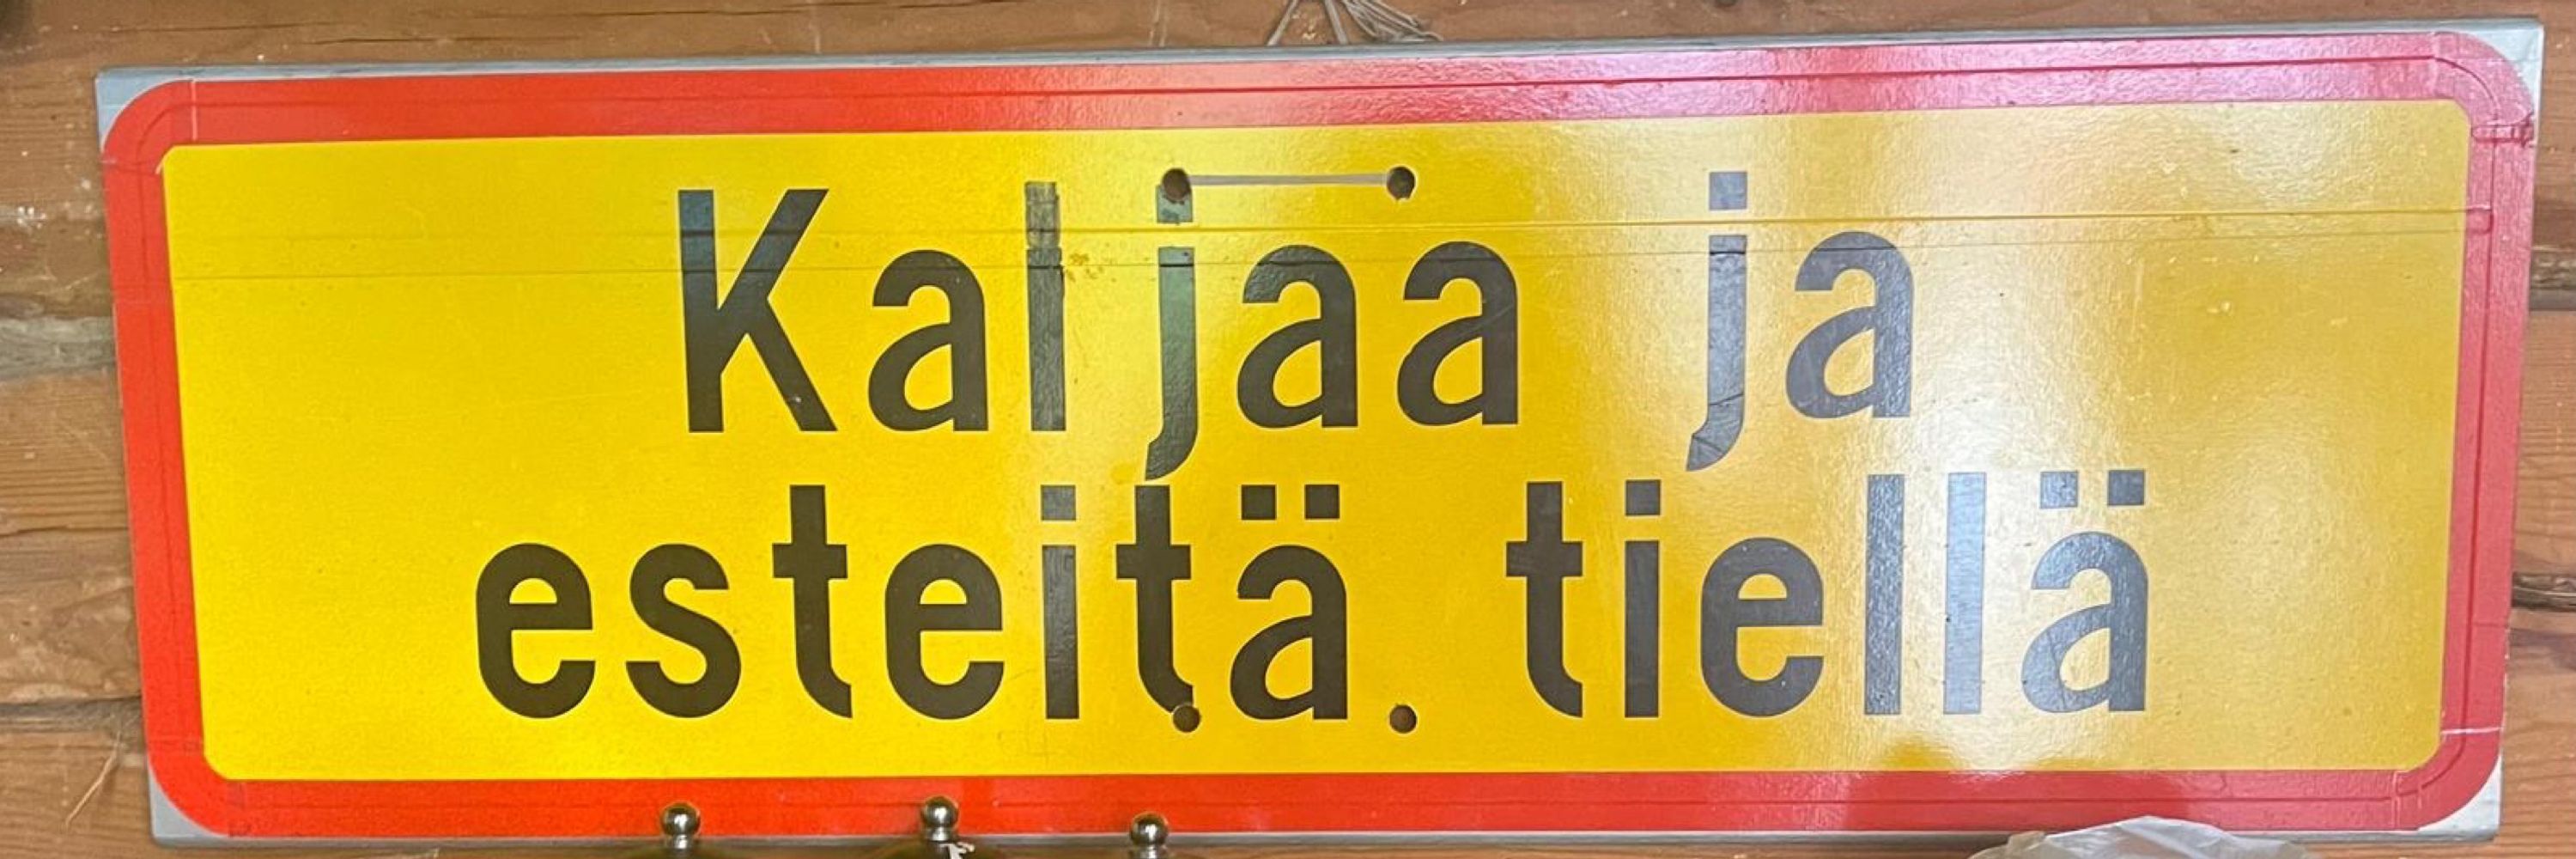 Kaljaa ja
esteitä tiellä